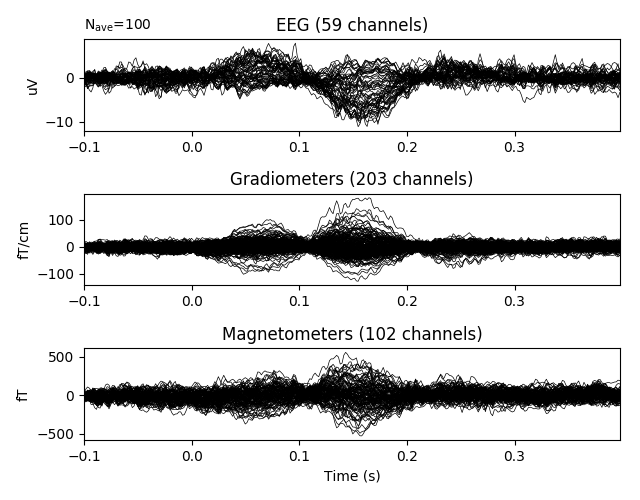 N_ave=100
EEG (59 channels)
uV
0
−10
−0.1 0.0 0.1 0.2 0.3
Gradiometers (203 channels)
fT/cm
100
0
−100
−0.1 0.0 0.1 0.2 0.3
Magnetometers (102 channels)
fT
500
0
−500
−0.1 0.0 0.1 0.2 0.3
Time (s)